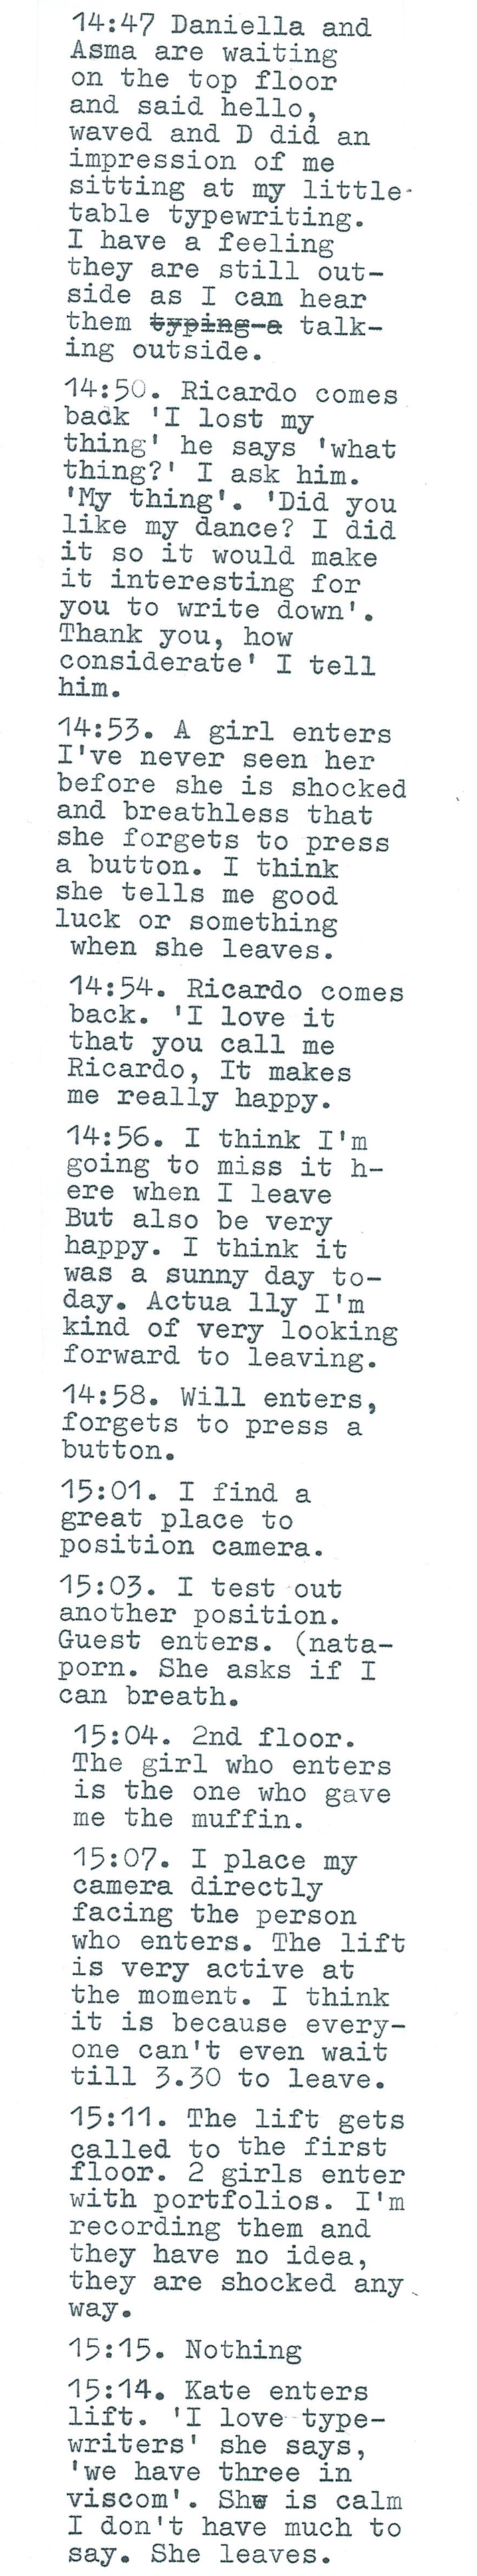 14:47 Daniella and
Asma are waiting
on the top floor
and said hello,
waved and D did an
impression of me
sitting at my little
table typewriting.
I have a feeling
they are still out-
side as I can hear
them typing a talk-
ing outside.
14:50. Ricardo comes
back 'I lost my
thing' he says 'what
thing?' I ask him.
'My thing'. 'Did you
like my dance? I did
it so it would make
it interesting for
you to write down'.
Thank you, how
considerate' I tell
him.
14:53. A girl enters
I've never seen her
before she is shocked
and breathless that
she forgets to press
a button. I think
she tells me good
luck or something
when she leaves.
14:54. Ricardo comes
back. 'I love it
that you call me
Ricardo, It makes
me really happy.
14:56. I think I'm
going to miss it h-
ere when I leave
But also be very
happy. I think it
was a sunny day to-
day. Actua lly I'm
kind of very looking
forward to leaving.
14:58. Will enters,
forgets to press a
button.
15:01. I find a
great place to
position camera.
15:03. I test out
another position.
Guest enters. (nata-
porn. She asks if I
can breath.
15:04. 2nd floor.
The girl who enters
is the one who gave
me the muffin.
15:07. I place my
camera directly
facing the person
who enters. The lift
is very active at
the moment. I think
it is because every-
one can't even wait
till 3.30 to leave.
15:11. The lift gets
called to the first
floor. 2 girls enter
with portfolios. I'm
recording them and
they have no idea,
they are shocked any
way.
15:15. Nothing
15:14. Kate enters
lift. 'I love type-
writers' she says,
'we have three in
viscom'. She is calm
I don't have much to
say. She leaves.